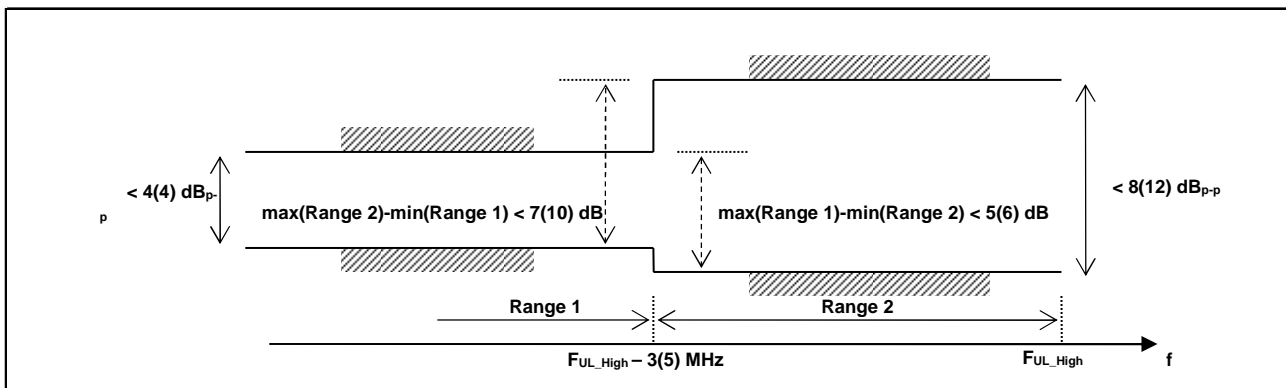 < 4(4) dBp-
p
max(Range 2)-min(Range 1) < 7(10) dB
max(Range 1)-min(Range 2) < 5(6) dB
< 8(12) dBp-p
Range 1
Range 2
FUL_High – 3(5) MHz
FUL_High
f